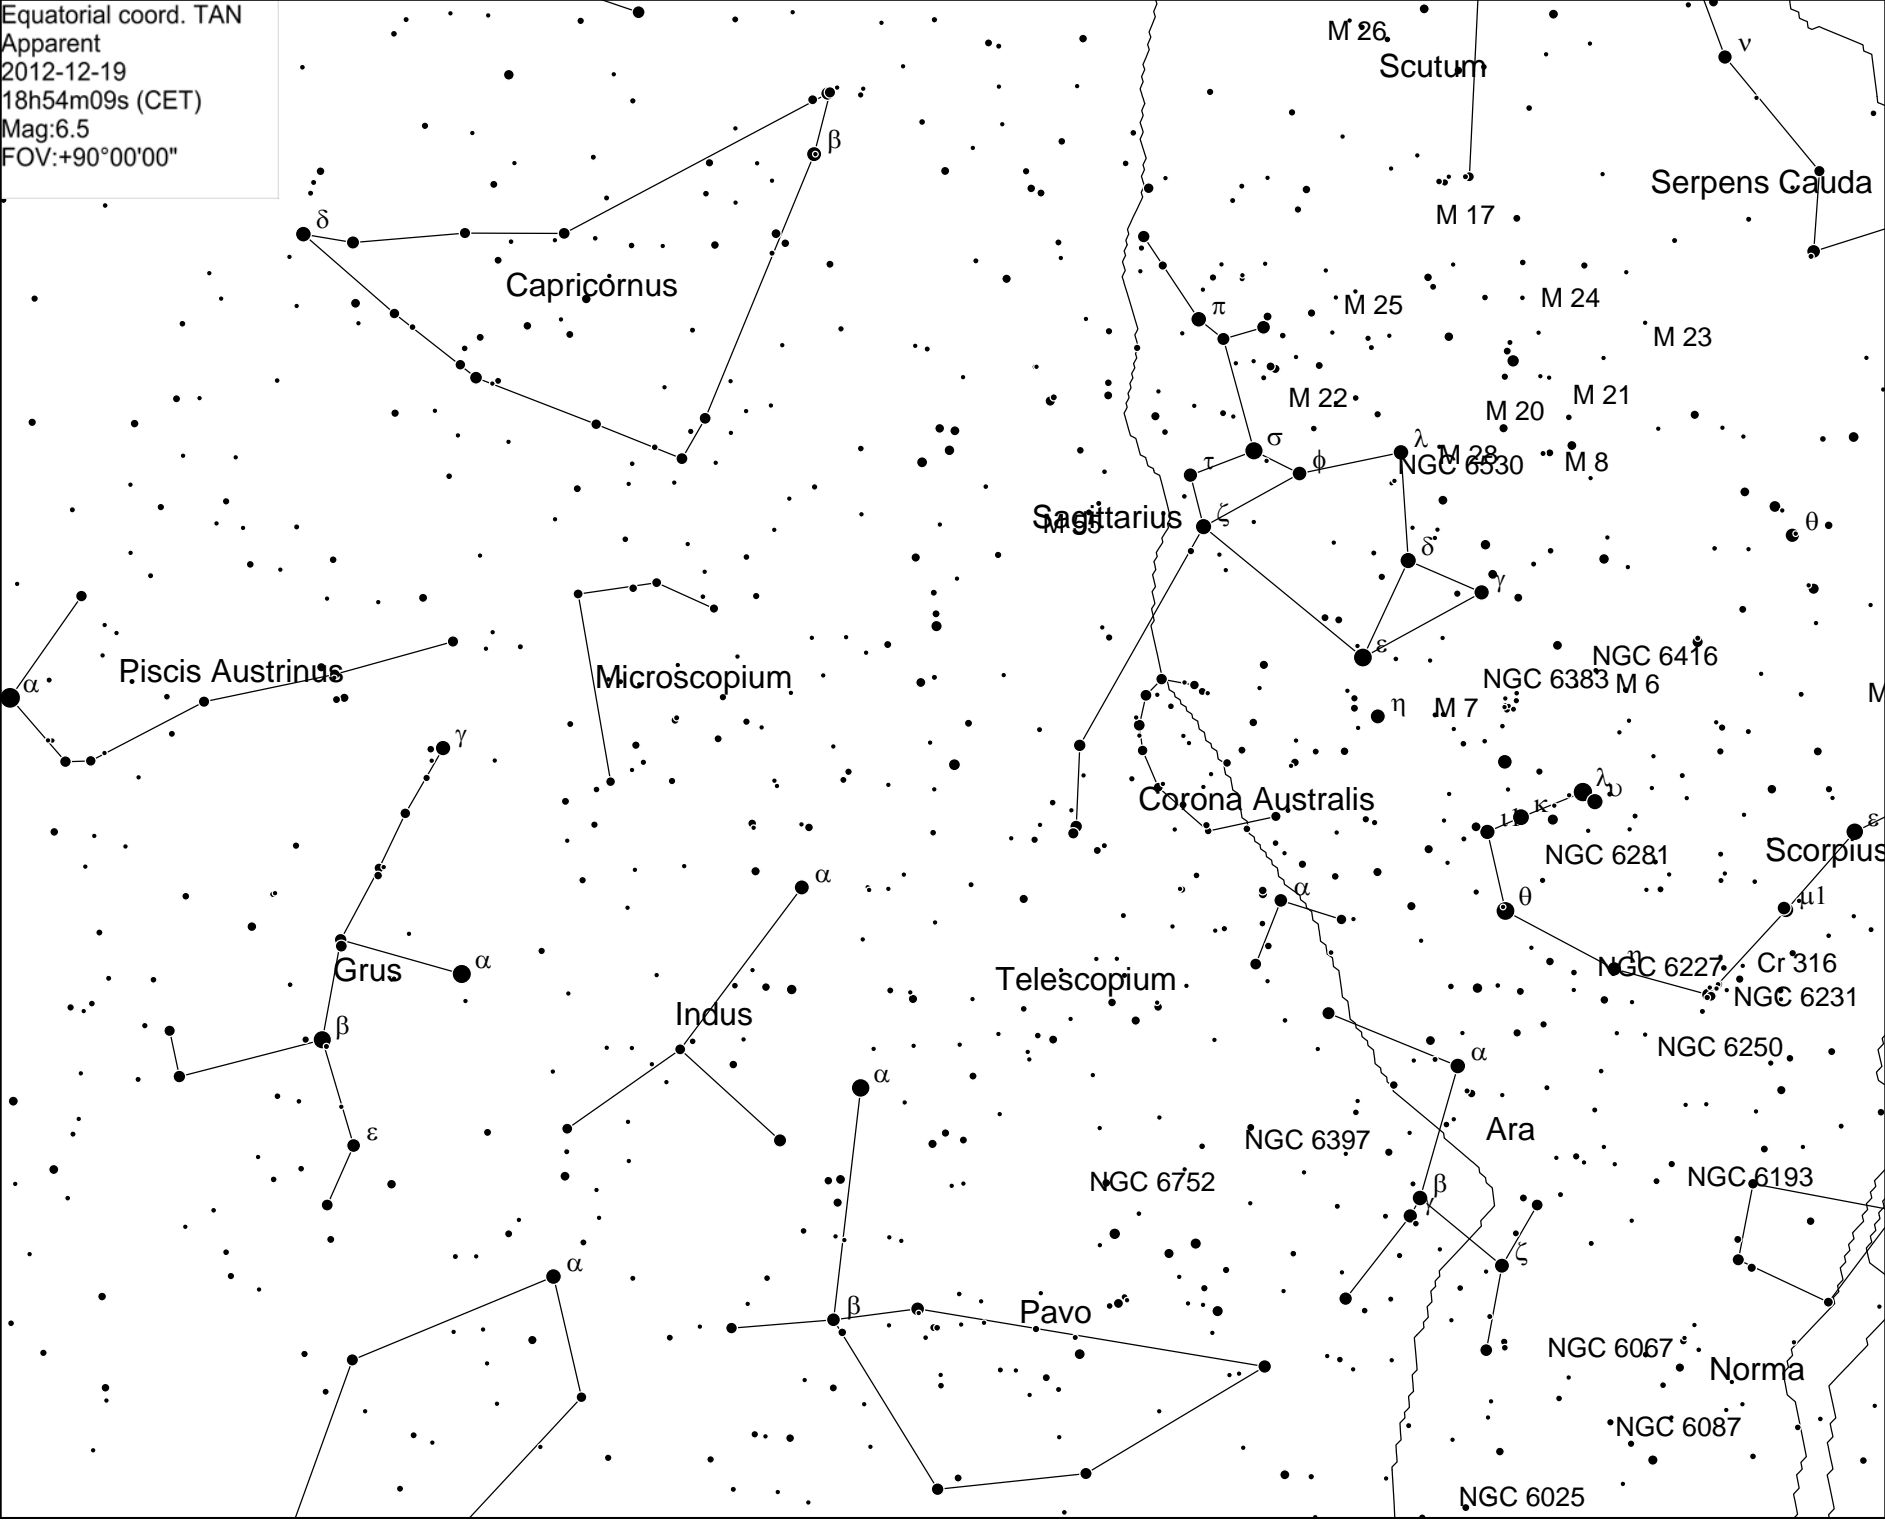 Equatorial coord. TAN
Apparent
2012-12-19
18h54m09s (CET)
Mag:6.5
FOV:+90°00'00"
M 26
ν
Scutum
β
Serpens Cauda
δ
M 17
Capricornus
π
M 25
M 24
M 23
M 22
M 21
M 20
σ
λ
M 28
τ
ϕ
NGC 6530
M 8
Sagittarius
ζ
M 55
θ
δ
γ
ε
NGC 6416
Piscis Austrinus
α
Microscopium
NGC 6383
M 6
M
η
M 7
γ
λ
υ
Corona Australis
ι1
κ
ε
NGC 6281
Scorpius
α
α
θ
μ1
Grus
α
Telescopium
η
NGC 6227
Cr 316
NGC 6231
Indus
β
NGC 6250
α
α
ε
NGC 6397
Ara
NGC 6752
NGC 6193
β
γ
ζ
α
β
Pavo
NGC 6067
Norma
NGC 6087
NGC 6025